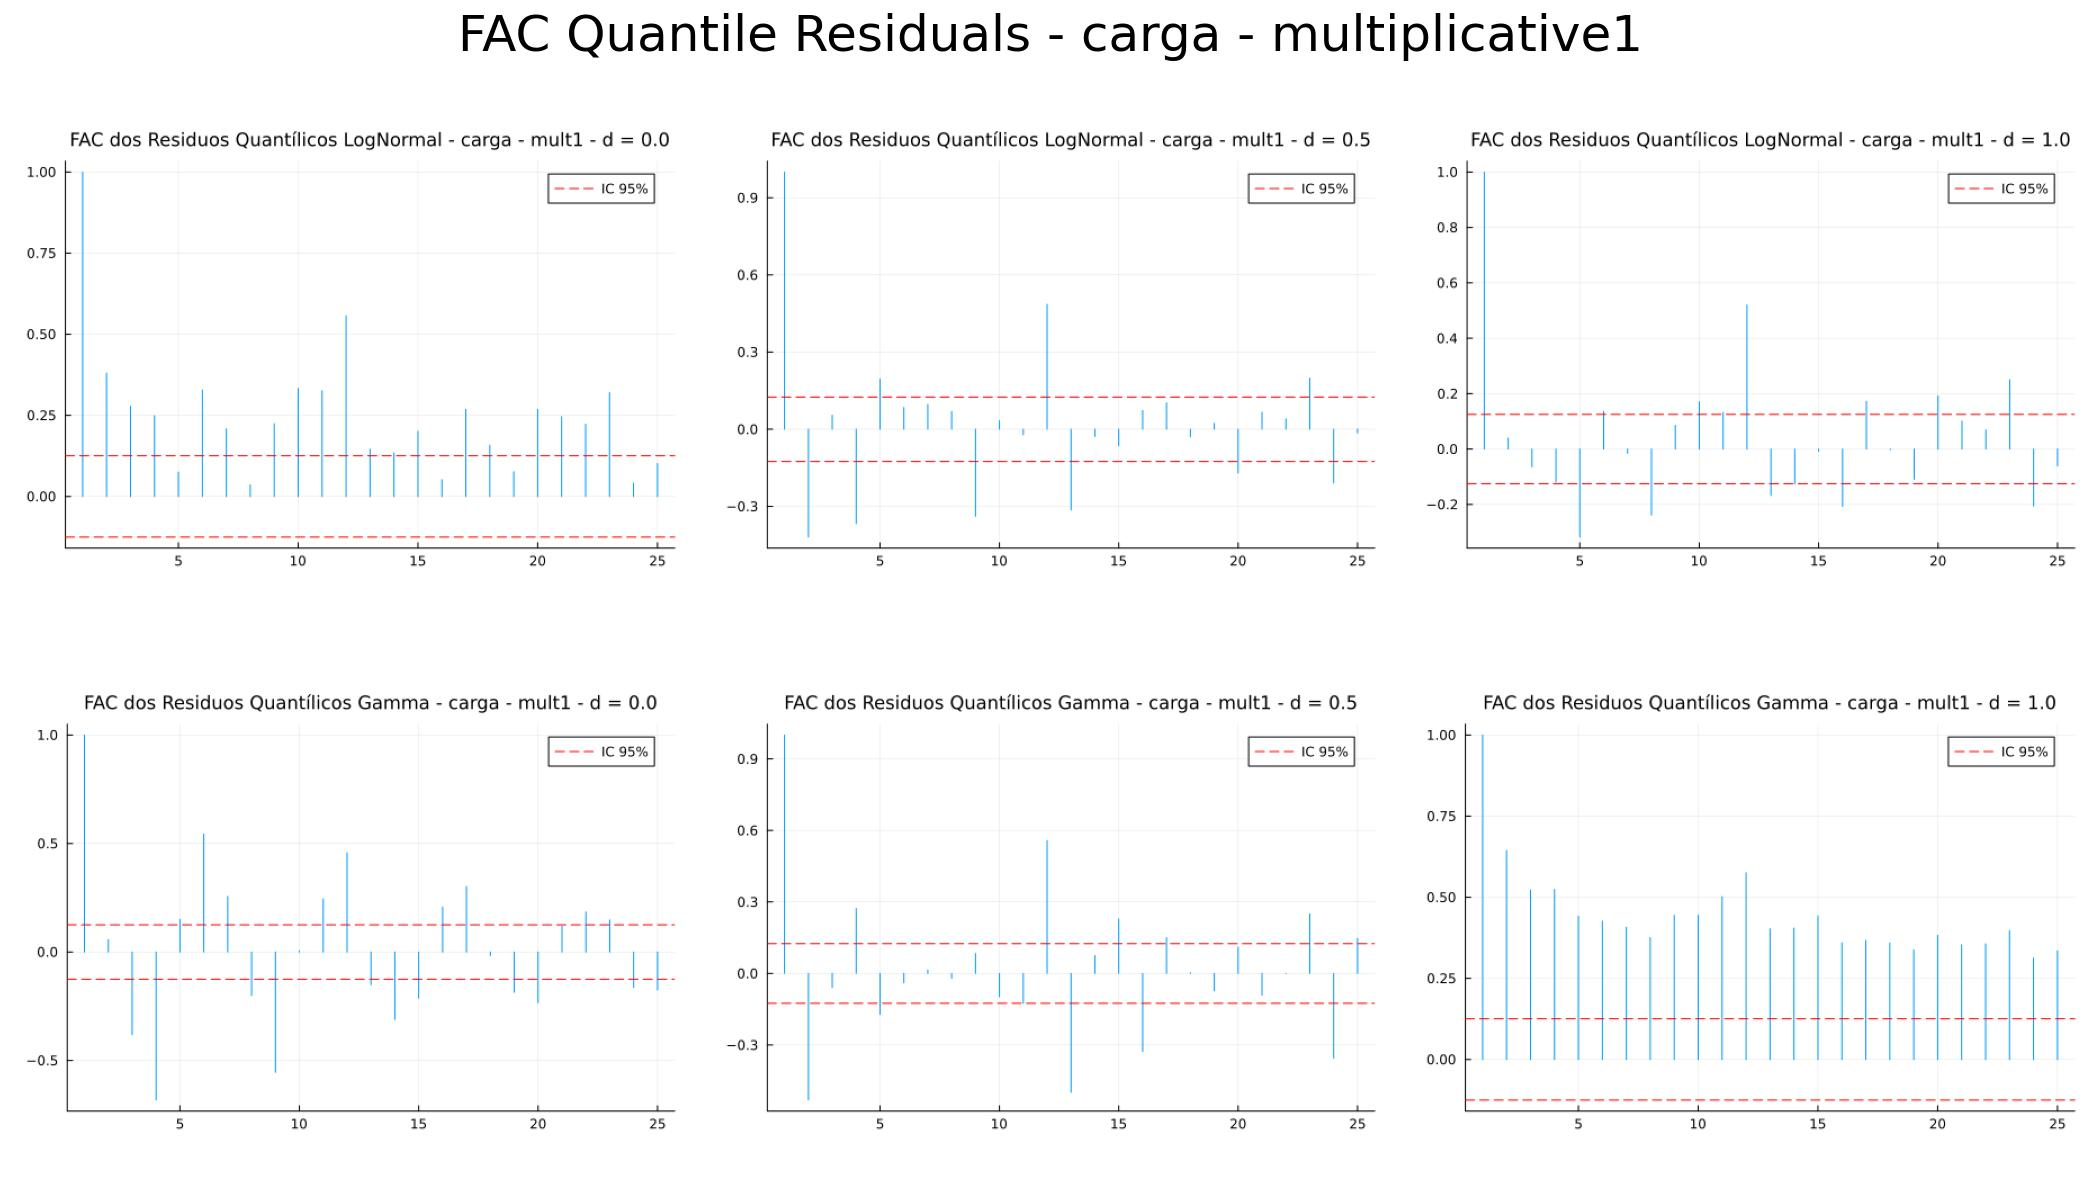 FAC Quantile Residuals - carga - multiplicative1
FAC dos Residuos Quantílicos LogNormal - carga - mult1 - d = 0.0
IC 95%
1.00
0.75
0.50
0.25
0.00
5 10 15 20 25
FAC dos Residuos Quantílicos LogNormal - carga - mult1 - d = 0.5
IC 95%
0.9
0.6
0.3
0.0
−0.3
5 10 15 20 25
FAC dos Residuos Quantílicos LogNormal - carga - mult1 - d = 1.0
IC 95%
1.0
0.8
0.6
0.4
0.2
0.0
−0.2
5 10 15 20 25
FAC dos Residuos Quantílicos Gamma - carga - mult1 - d = 0.0
IC 95%
1.0
0.5
0.0
−0.5
5 10 15 20 25
FAC dos Residuos Quantílicos Gamma - carga - mult1 - d = 0.5
IC 95%
0.9
0.6
0.3
0.0
−0.3
5 10 15 20 25
FAC dos Residuos Quantílicos Gamma - carga - mult1 - d = 1.0
IC 95%
1.00
0.75
0.50
0.25
0.00
5 10 15 20 25